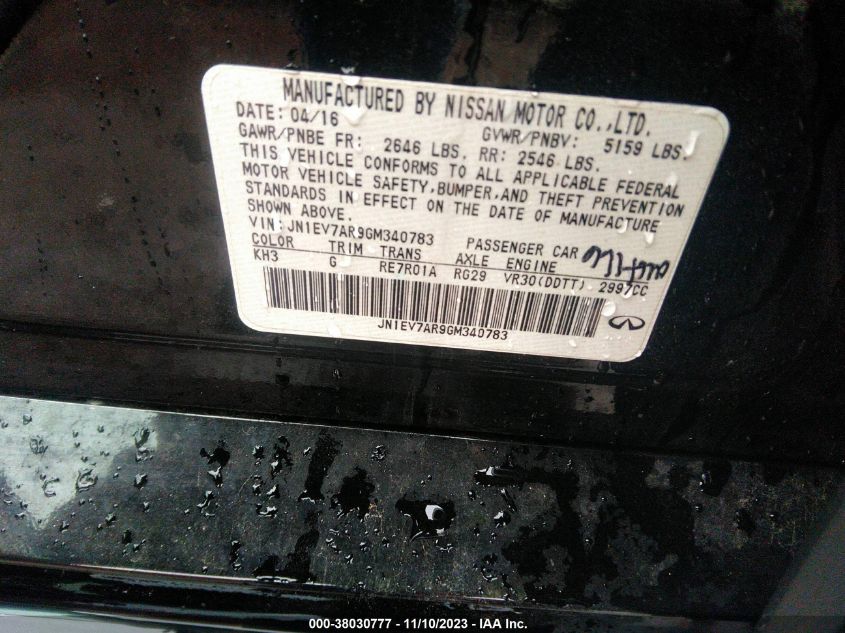 MANUFACTURED BY NISSAN MOTOR CO.,LTD.
DATE: 04/16 GVWR/PNBV: 5159 LBS.
GAWR/PNBE FR: 2646 LBS. RR: 2546 LBS.
THIS VEHICLE CONFORMS TO ALL APPLICABLE FEDERAL
MOTOR VEHICLE SAFETY, BUMPER, AND THEFT PREVENTION
STANDARDS IN EFFECT ON THE DATE OF MANUFACTURE
SHOWN ABOVE.
VIN: JN1EV7AR9GM340783 PASSENGER CAR
COLOR TRIM TRANS AXLE ENGINE
KH3 G RE7R01A RG29 VR30(DDTT) 2997CC
JN1EV7AR9GM340783
000-38030777 - 11/10/2023 - IAA Inc.